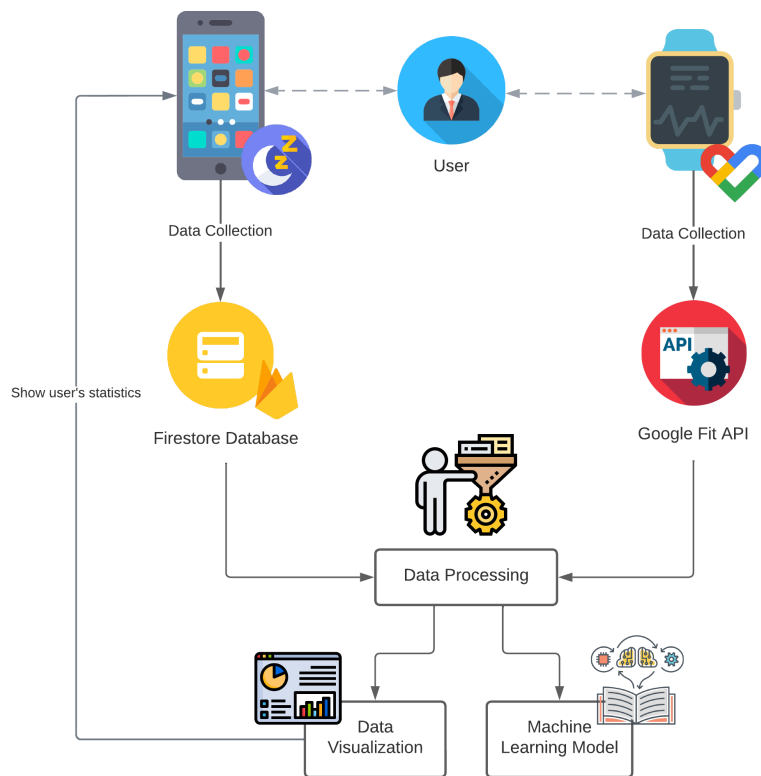 User
Data Collection
Data Collection
API
Show user's statistics
Firestore Database
Google Fit API
Data Processing
Data
Visualization
Machine
Learning Model